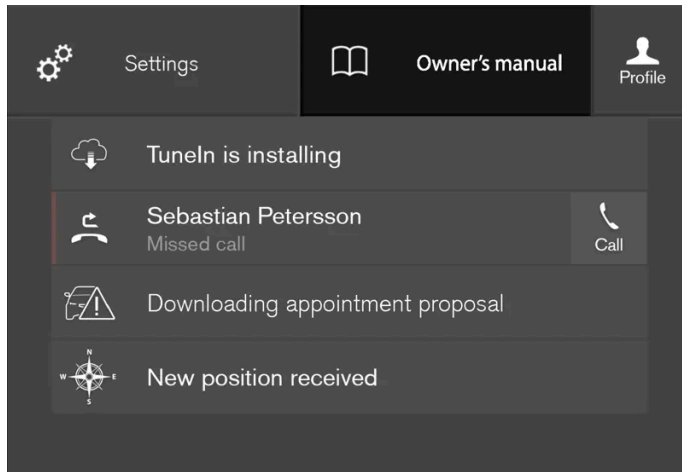 Settings
Owner's manual
Profile
TuneIn is installing
Sebastian Petersson
Missed call
Call
Downloading appointment proposal
N
W E
S
New position received